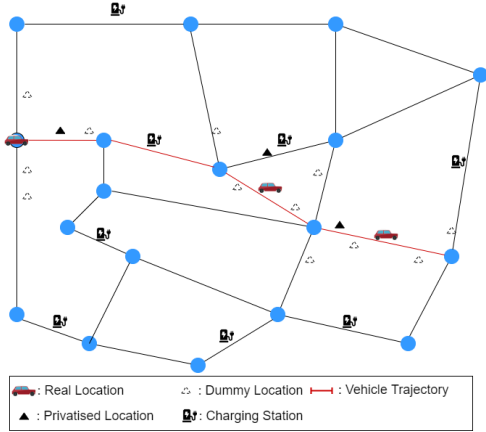 : Real Location : Dummy Location : Vehicle Trajectory
: Privatised Location : Charging Station